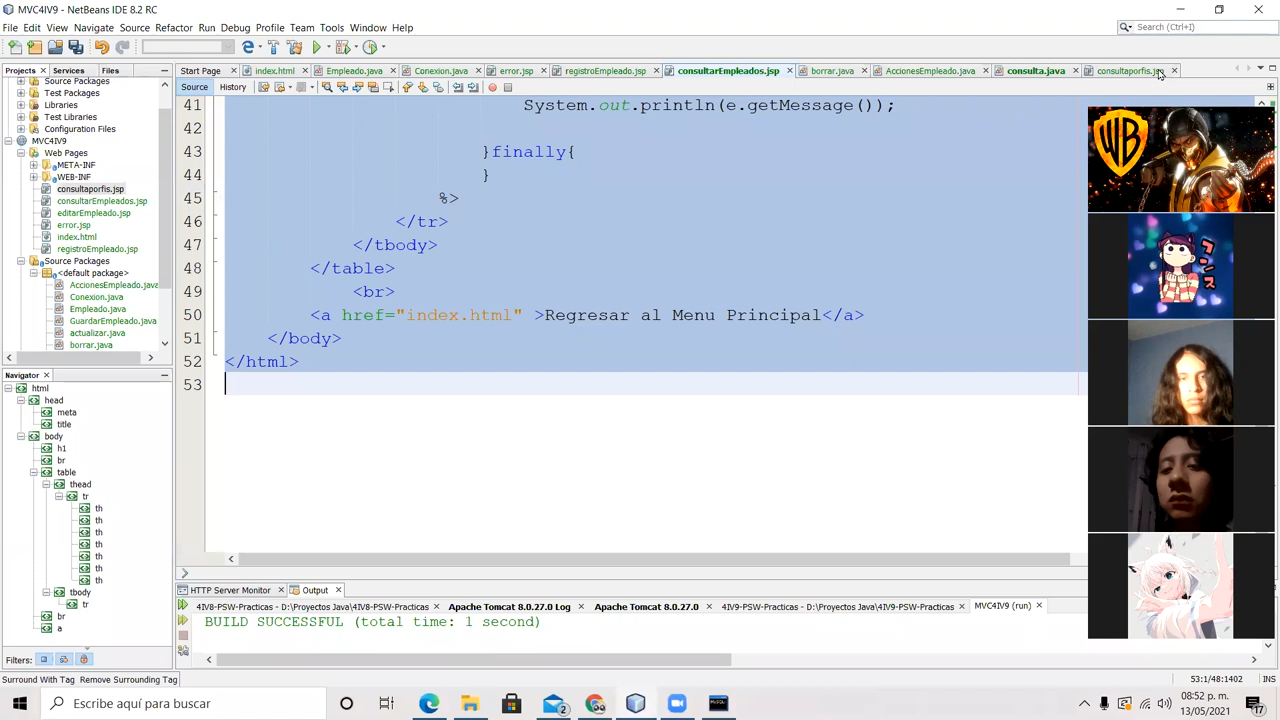 MVC4IV9 - NetBeans IDE 8.2 RC
File Edit View Navigate Source Refactor Run Debug Profile Team Tools Window Help
Search (Ctrl+I)
Projects Services Files
Start Page index.html Empleado.java Conexion.java error.jsp registroEmpleado.jsp consultarEmpleados.jsp borrar.java AccionesEmpleado.java consulta.java consultaporfis.jsp
Source History
Source Packages
Test Packages
Libraries
Test Libraries
Configuration Files
MVC4IV9
Web Pages
META-INF
WEB-INF
consultaporfis.jsp
consultarEmpleados.jsp
editarEmpleado.jsp
error.jsp
index.html
registroEmpleado.jsp
Source Packages
<default package>
AccionesEmpleado.java
Conexion.java
Empleado.java
GuardarEmpleado.java
actualizar.java
borrar.java
Navigator
html
head
meta
title
body
h1
br
table
thead
tr
th
th
th
th
th
th
th
tbody
tr
br
a
Filters:
41 System.out.println(e.getMessage());
42
43 }finally{
44 }
45 %>
46 </tr>
47 </tbody>
48 </table>
49 <br>
50 <a href="index.html" >Regresar al Menu Principal</a>
51 </body>
52 </html>
53
WB
クンス
HTTP Server Monitor Output
4IV8-PSW-Practicas - D:\Proyectos Java\4IV8-PSW-Practicas Apache Tomcat 8.0.27.0 Log Apache Tomcat 8.0.27.0 4IV9-PSW-Practicas - D:\Proyectos Java\4IV9-PSW-Practicas MVC4IV9 (run)
BUILD SUCCESSFUL (total time: 1 second)
Surround With Tag Remove Surrounding Tag
53:1/48:1402 INS
Escribe aquí para buscar
2
08:52 p. m.
13/05/2021
17